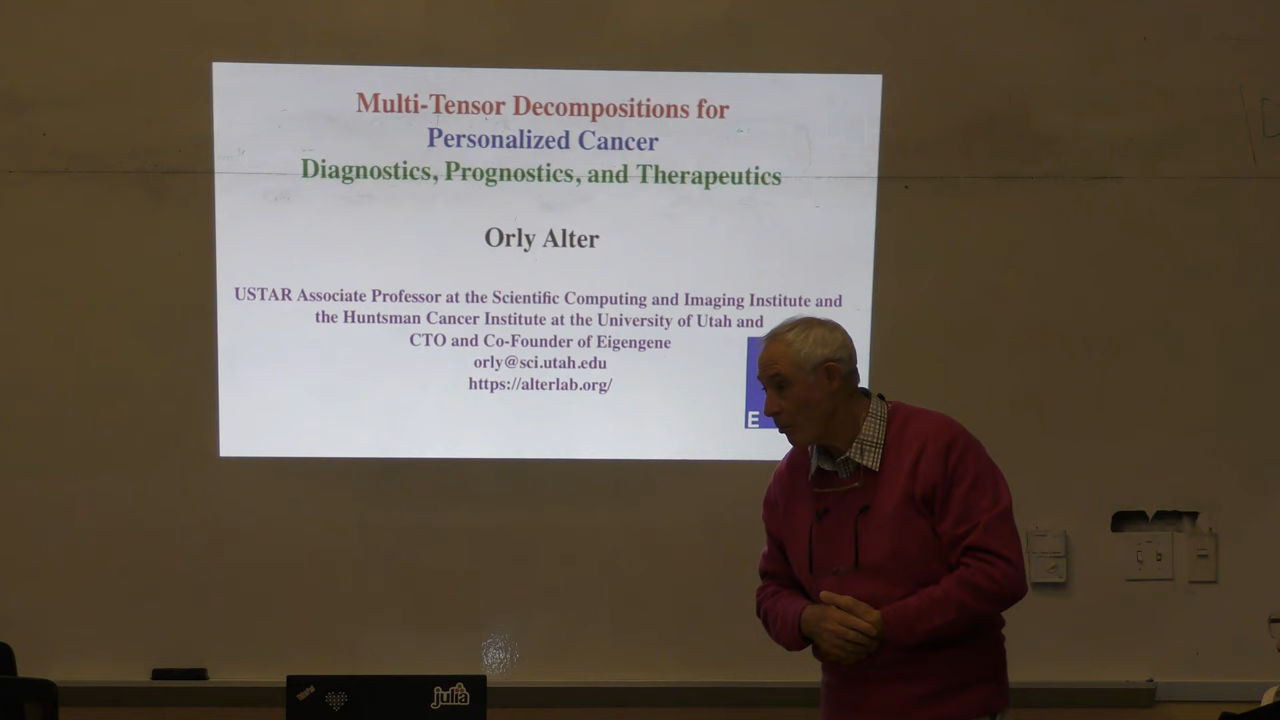 Multi-Tensor Decompositions for
Personalized Cancer
Diagnostics, Prognostics, and Therapeutics
Orly Alter
USTAR Associate Professor at the Scientific Computing and Imaging Institute and
the Huntsman Cancer Institute at the University of Utah and
CTO and Co-Founder of Eigengene
orly@sci.utah.edu
https://alterlab.org/
E
julia